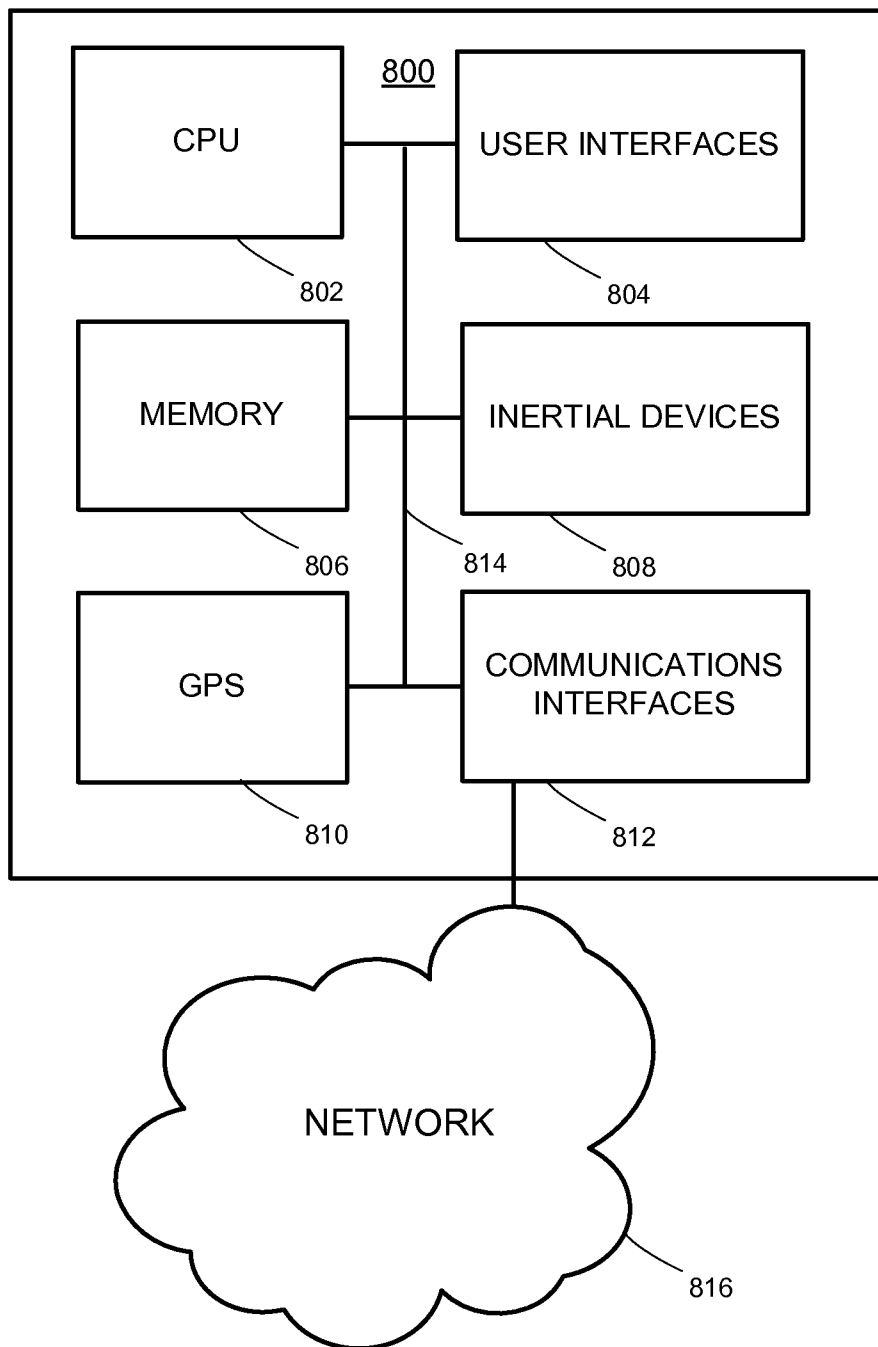 800
CPU
USER INTERFACES
802
804
MEMORY
INERTIAL DEVICES
806
814
808
GPS
COMMUNICATIONS
INTERFACES
810
812
NETWORK
816